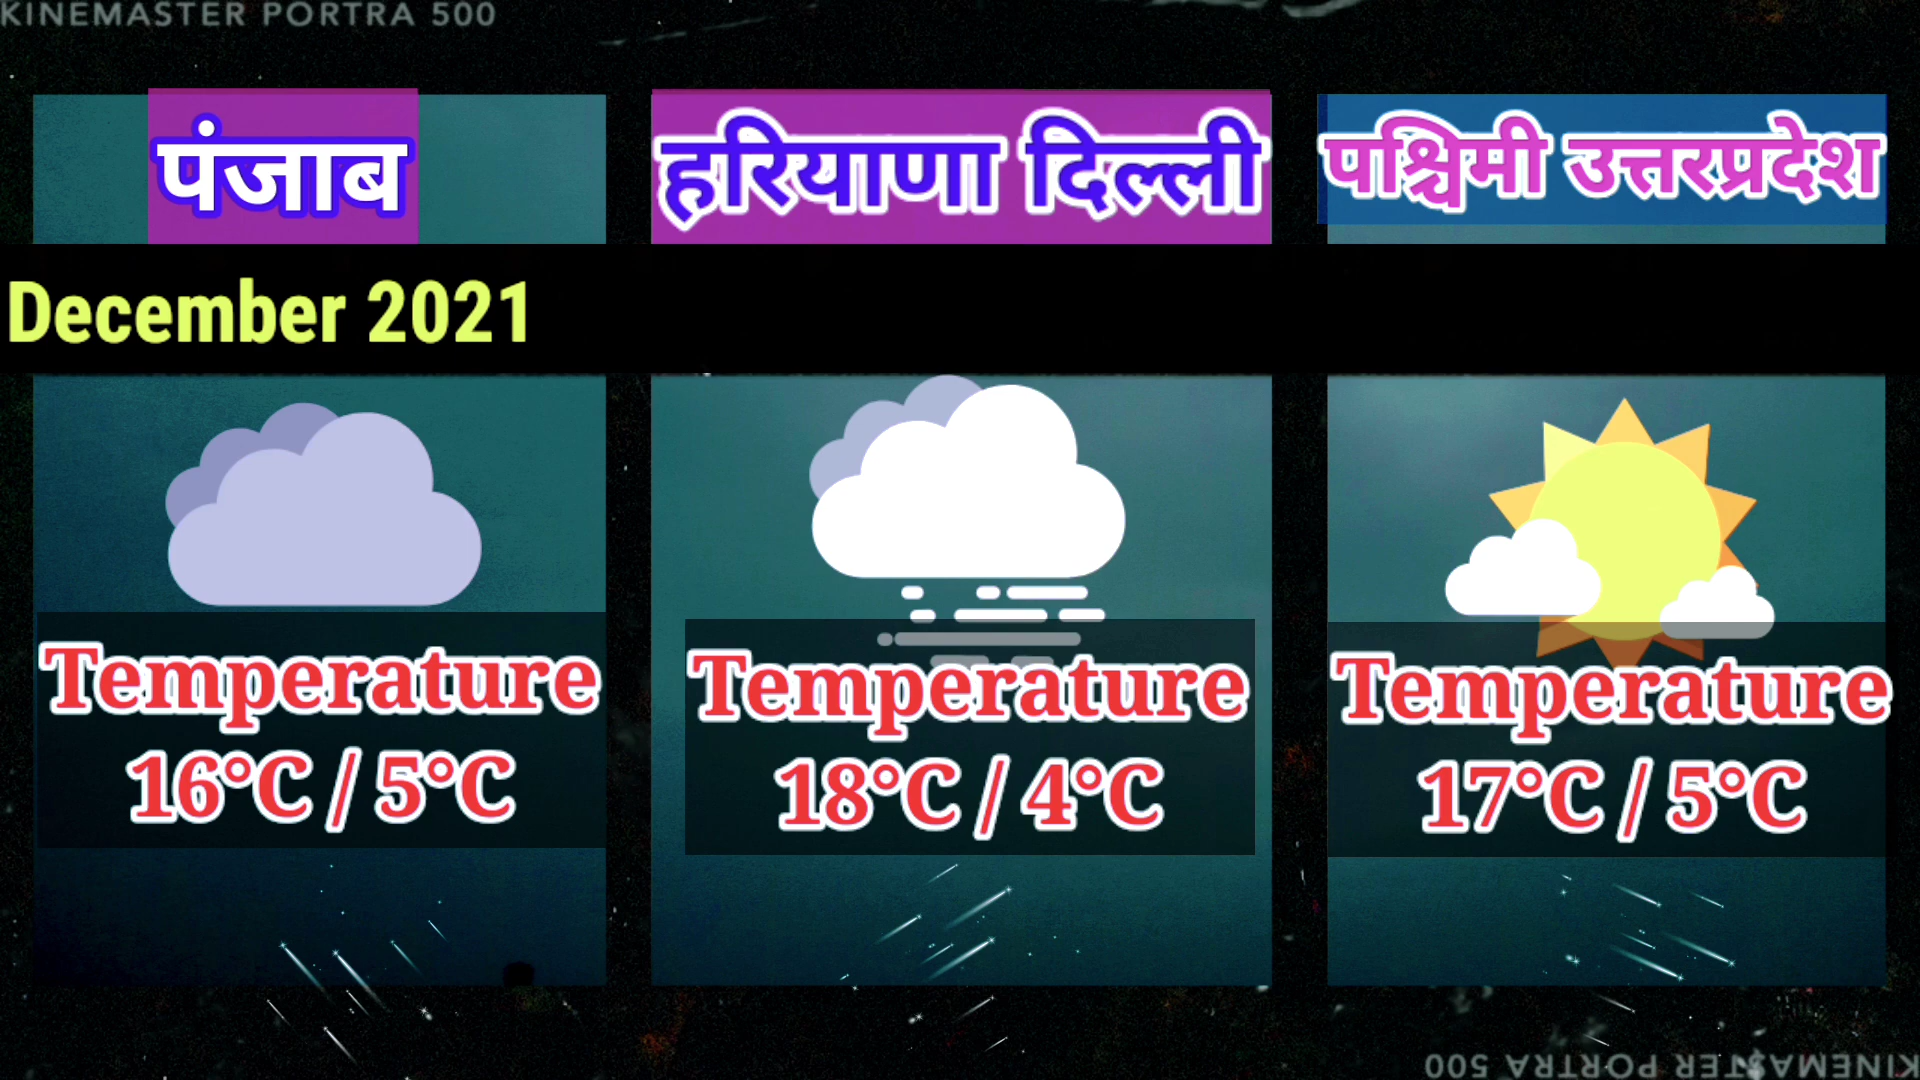 KINEMASTER PORTRA 500
पंजाब
हरियाणा दिल्ली
पश्चिमी उत्तरप्रदेश
December 2021
Temperature
16°C / 5°C
Temperature
18°C / 4°C
Temperature
17°C / 5°C
KINEMASTER PORTRA 500